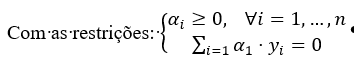 Com as restrições: { αᵢ ≥ 0, ∀i = 1, …, n
∑ᵢ₌₁ α₁ · yᵢ = 0 •